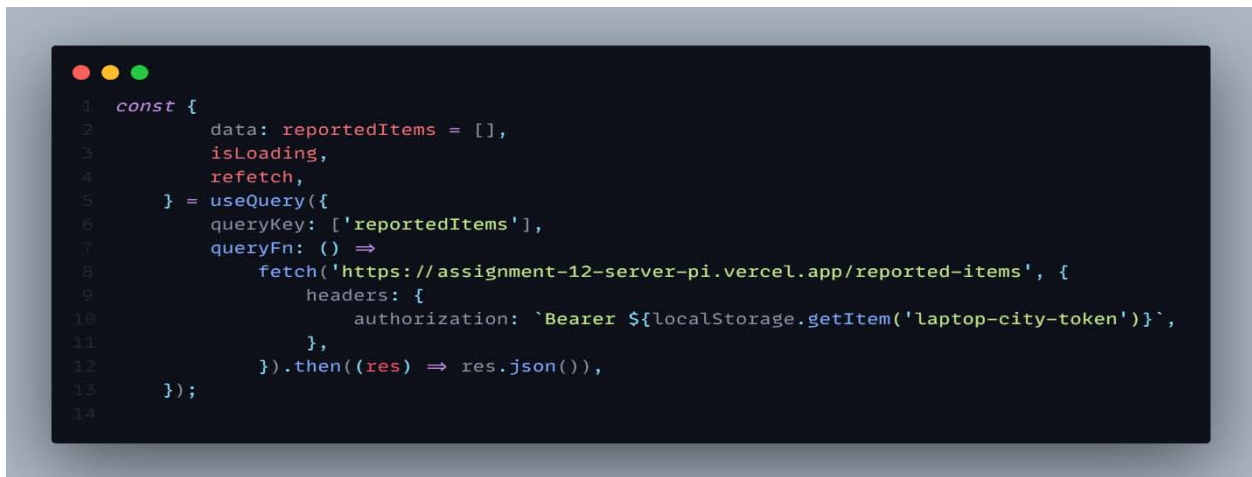 1 const {
2 data: reportedItems = [],
3 isLoading,
4 refetch,
5 } = useQuery({
6 queryKey: ['reportedItems'],
7 queryFn: () ⇒
8 fetch('https://assignment-12-server-pi.vercel.app/reported-items', {
9 headers: {
10 authorization: `Bearer ${localStorage.getItem('laptop-city-token')}`,
11 },
12 }).then((res) ⇒ res.json()),
13 });
14